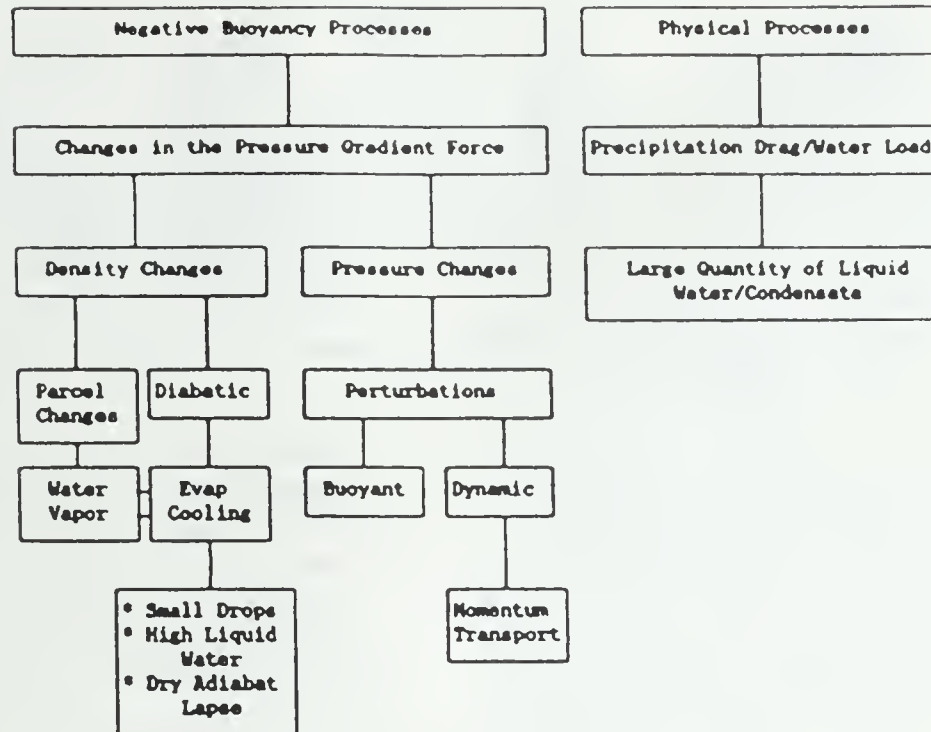 Negative Buoyancy Processes
Physical Processes
Changes in the Pressure Gradient Force
Precipitation Drag/Water Load
Density Changes
Pressure Changes
Large Quantity of Liquid
Water/Condensate
Parcel
Changes
Diabatic
Perturbations
Water
Vapor
Evap
Cooling
Buoyant
Dynamic
* Small Drops
* High Liquid
Water
* Dry Adiabat
Lapse
Momentum
Transport